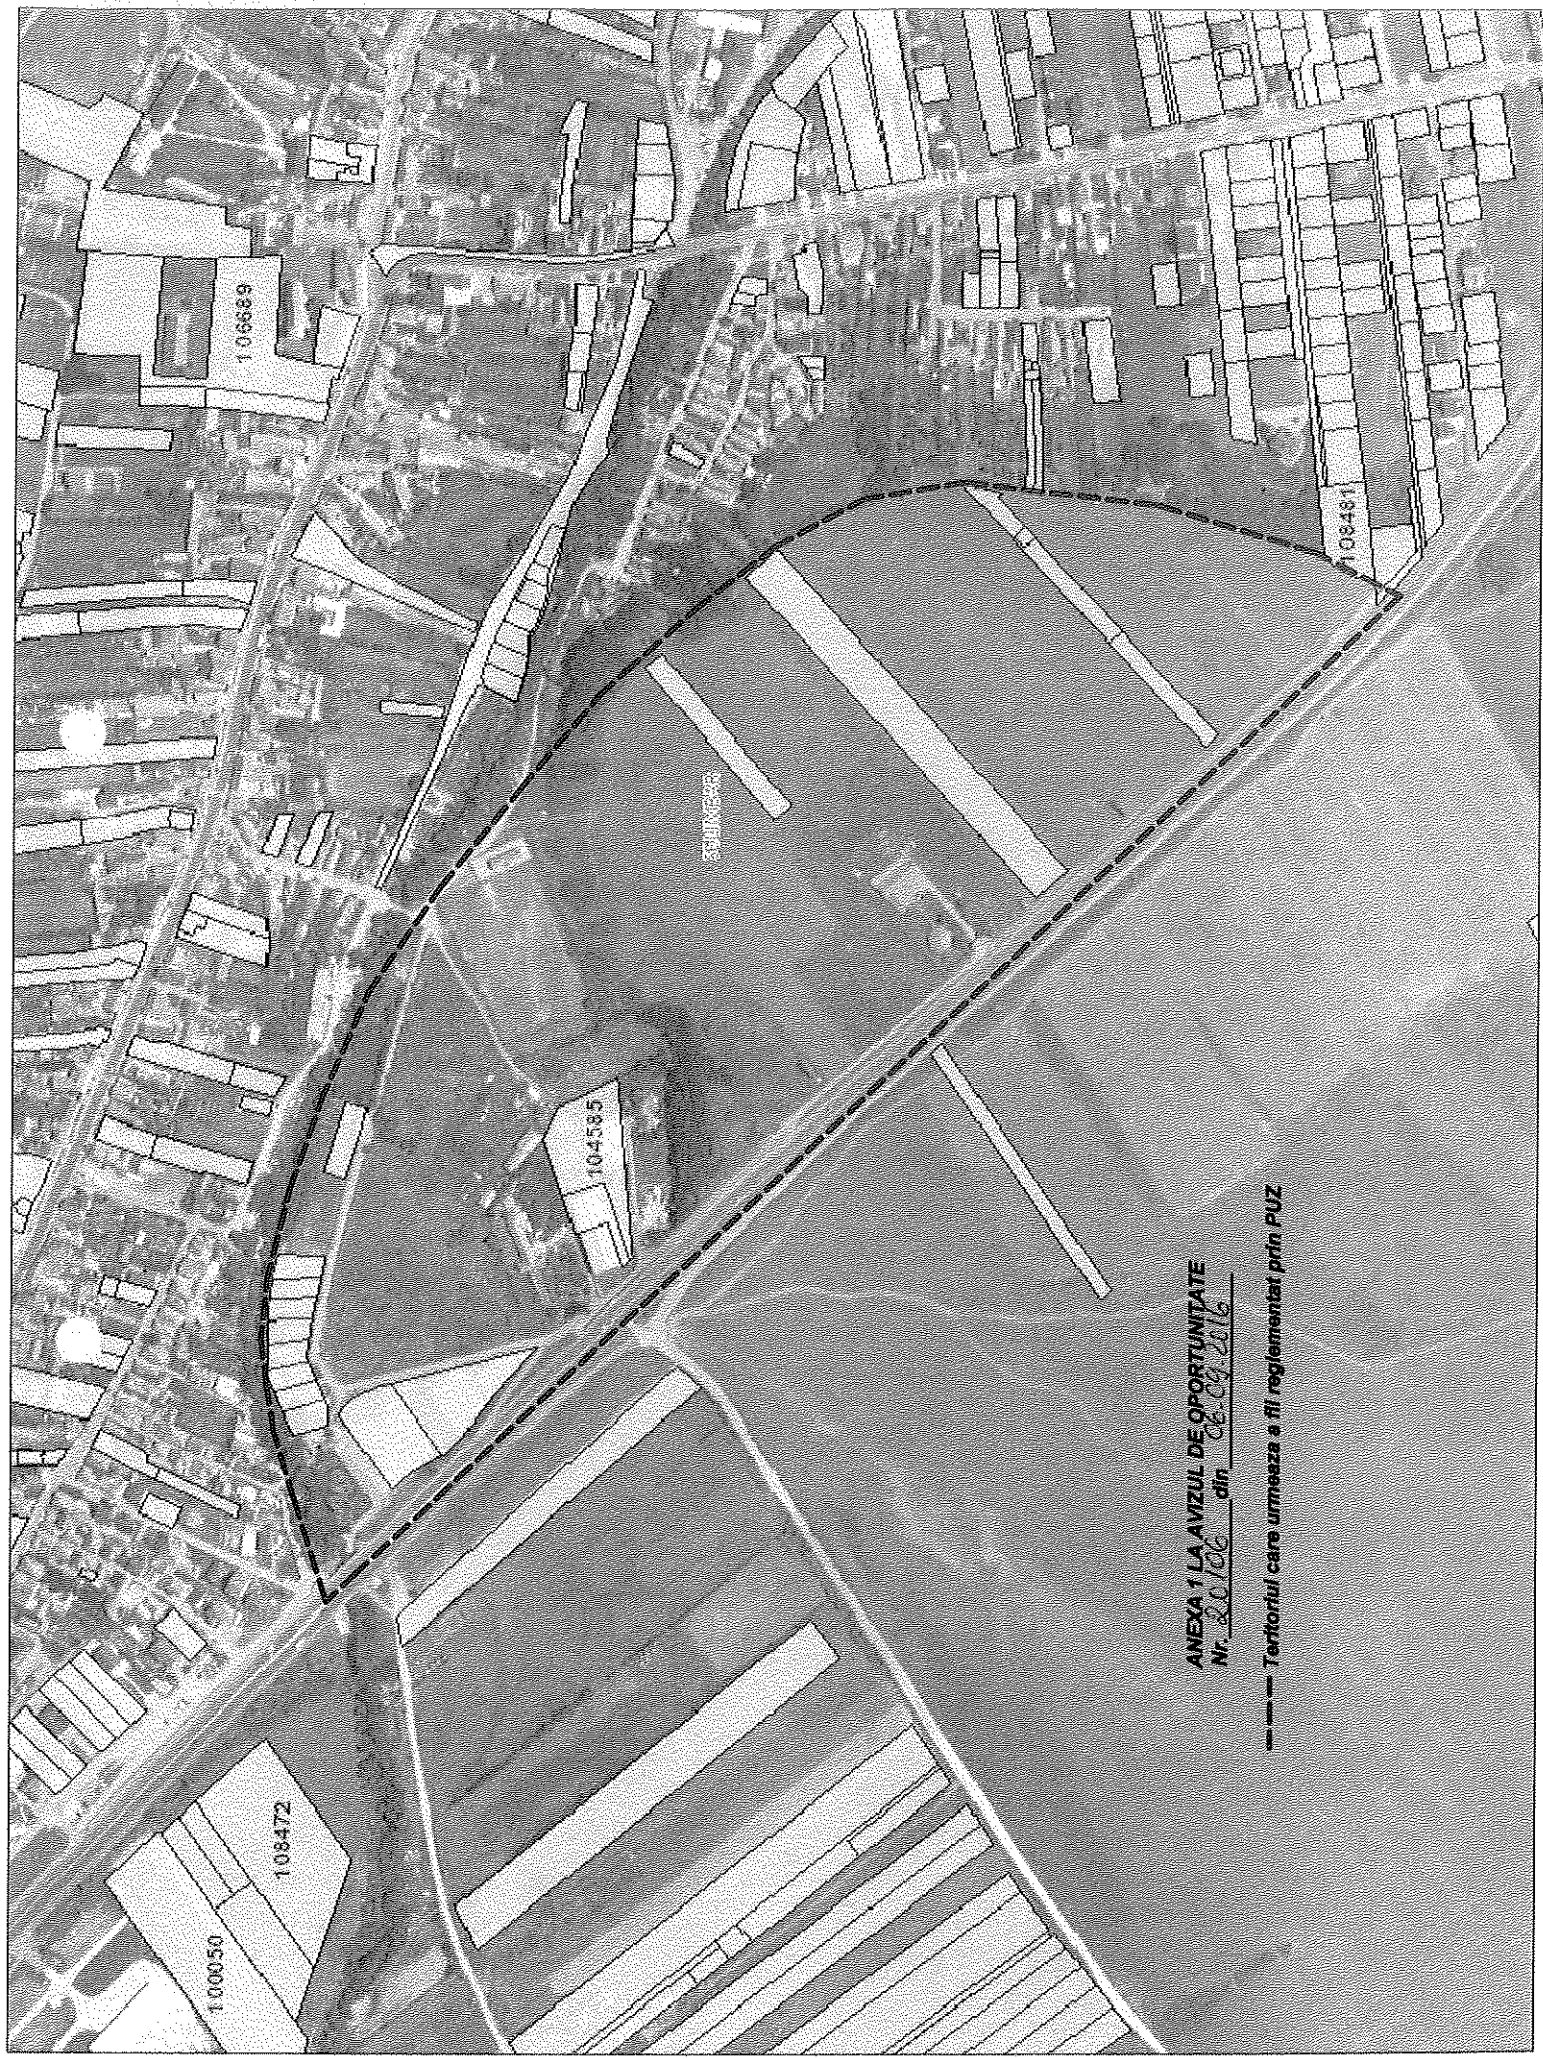 ANEXA 1 LA AVIZUL DE OPORTUNITATE
Nr. 20106 din 06.09.2016
Teritoriul care urmeaza a fi reglementat prin PUZ
106689
108481
104585
108472
100050